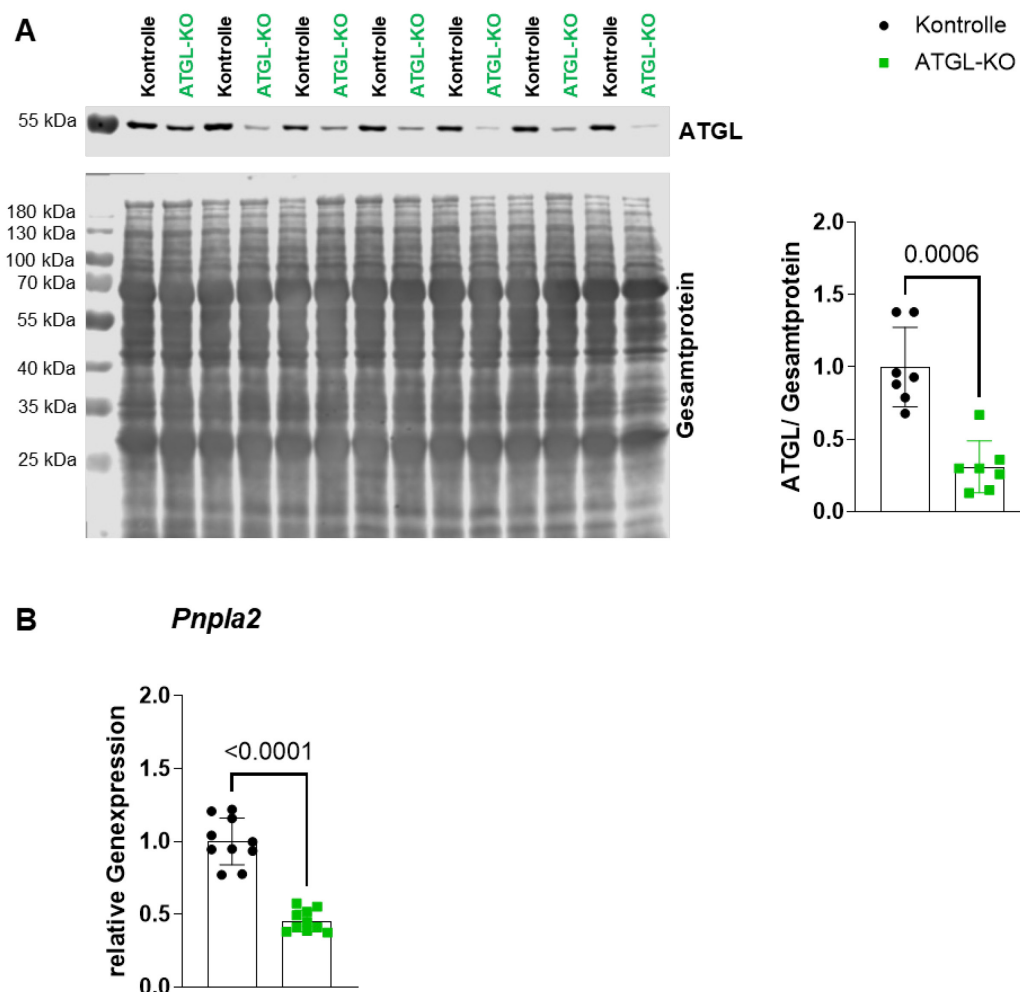 A
Kontrolle
ATGL-KO
Kontrolle
ATGL-KO
Kontrolle
ATGL-KO
Kontrolle
ATGL-KO
Kontrolle
ATGL-KO
Kontrolle
ATGL-KO
Kontrolle
ATGL-KO
Kontrolle
ATGL-KO
55 kDa
ATGL
180 kDa
130 kDa
100 kDa
70 kDa
55 kDa
40 kDa
35 kDa
25 kDa
Gesamtprotein
2.0
1.5
1.0
0.5
0.0
0.0006
ATGL/ Gesamtprotein
B
Pnpla2
2.0
1.5
1.0
0.5
0.0
<0.0001
relative Genexpression